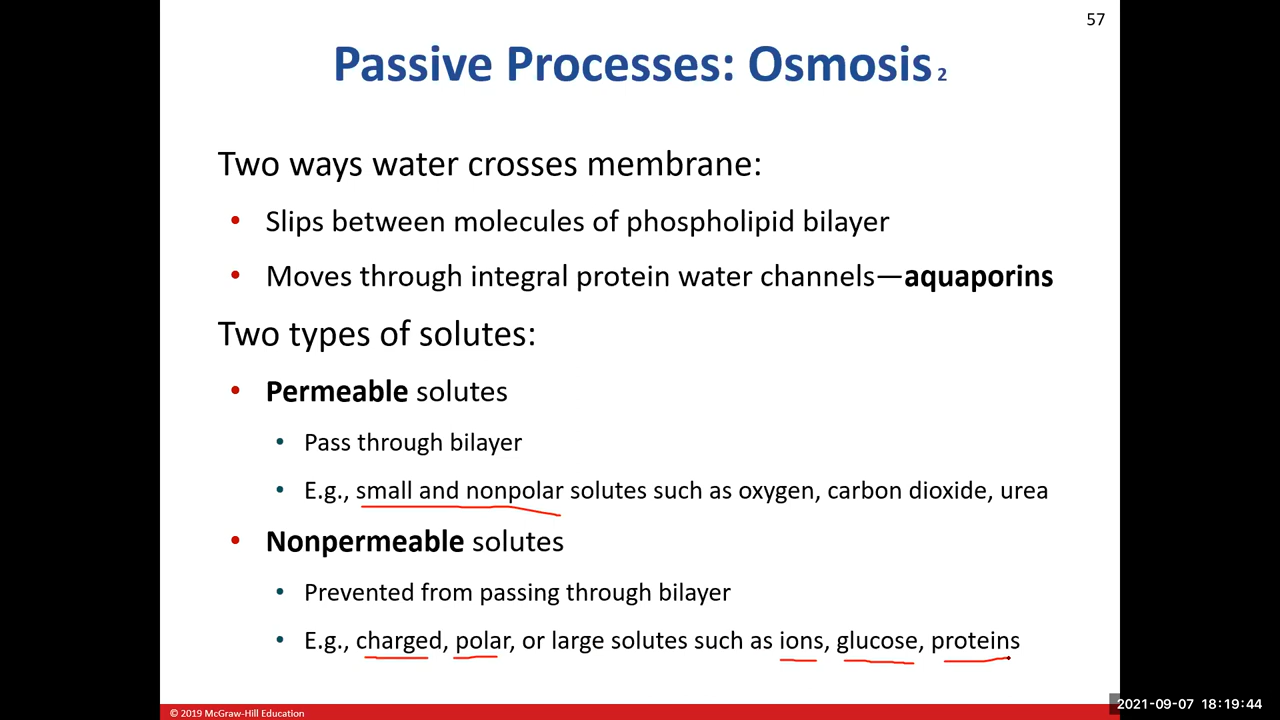 57
Passive Processes: Osmosis 2
Two ways water crosses membrane:
• Slips between molecules of phospholipid bilayer
• Moves through integral protein water channels—aquaporins
Two types of solutes:
• Permeable solutes
• Pass through bilayer
• E.g., small and nonpolar solutes such as oxygen, carbon dioxide, urea
• Nonpermeable solutes
• Prevented from passing through bilayer
• E.g., charged, polar, or large solutes such as ions, glucose, proteins
© 2019 McGraw-Hill Education
2021-09-07 18:19:44